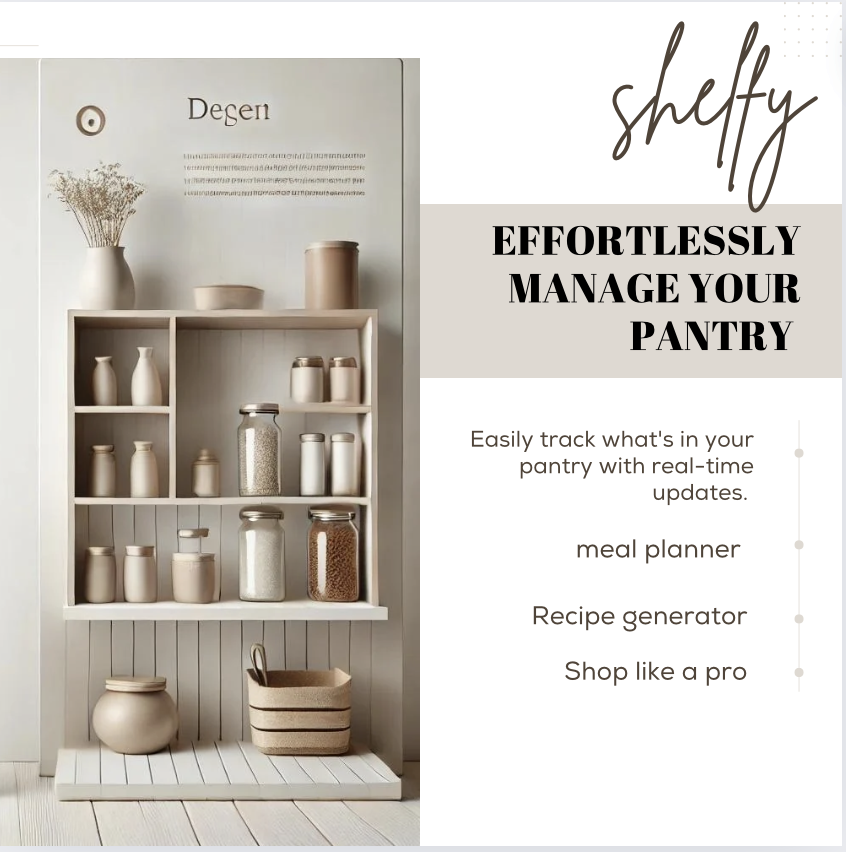 shelfy
Degen
EFFORTLESSLY
MANAGE YOUR
PANTRY
Easily track what's in your
pantry with real-time
updates.
meal planner
Recipe generator
Shop like a pro